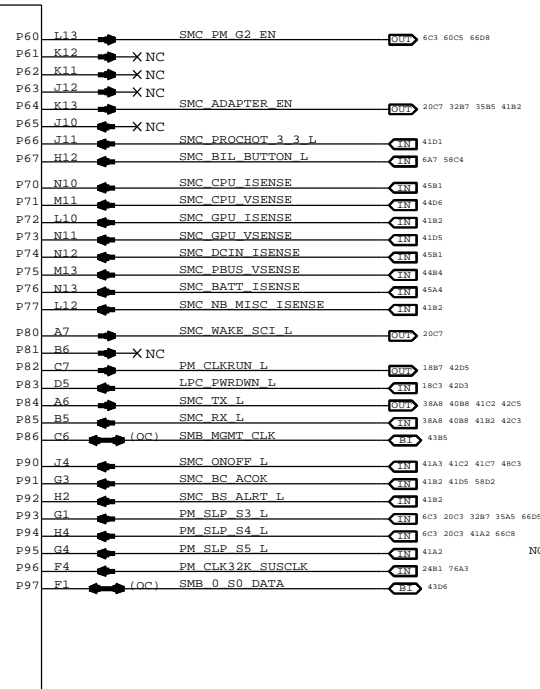 P60 L13 SMC_PM_G2_EN OUT 6C3 60C5 66D8
P61 K12 NC
P62 K11 NC
P63 J12 NC
P64 K13 SMC_ADAPTER_EN OUT 20C7 32B7 35B5 41B2
P65 J10 NC
P66 J11 SMC_PROCHOT_3_3_L IN 41D1
P67 H12 SMC_BIL_BUTTON_L IN 6A7 58C4
P70 N10 SMC_CPU_ISENSE IN 45B1
P71 M11 SMC_CPU_VSENSE IN 44D6
P72 L10 SMC_GPU_ISENSE IN 41B2
P73 N11 SMC_GPU_VSENSE IN 41D5
P74 N12 SMC_DCIN_ISENSE IN 45B1
P75 M13 SMC_PBUS_VSENSE IN 44B4
P76 N13 SMC_BATT_ISENSE IN 45A4
P77 L12 SMC_NB_MISC_ISENSE IN 41B2
P80 A7 SMC_WAKE_SCI_L OUT 20C7
P81 B6 NC
P82 C7 PM_CLKRUN_L OUT 18B7 42D5
P83 D5 LPC_PWRDWN_L IN 18C3 42D3
P84 A6 SMC_TX_L OUT 38A8 40B8 41C2 42C5
P85 B5 SMC_RX_L IN 38A8 40B8 41B2 42C3
P86 C6 (OC) SMB_MGMT_CLK BI 43B5
P90 J4 SMC_ONOFF_L IN 41A3 41C2 41C7 48C3
P91 G3 SMC_BC_ACOK IN 41B2 41D5 58D2
P92 H2 SMC_BS_ALRT_L IN 41B2
P93 G1 PM_SLP_S3_L IN 6C3 20C3 32B7 35A5 66D5
P94 H4 PM_SLP_S4_L IN 6C3 20C3 41A2 66C8
P95 G4 PM_SLP_S5_L IN 41A2
P96 F4 PM_CLK32K_SUSCLK IN 24B1 76A3
P97 F1 (OC) SMB_0_S0_DATA BI 43D6